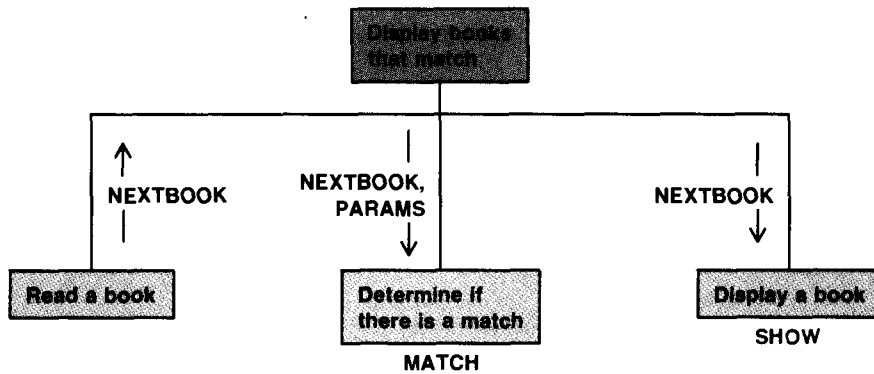 Display books
that match
NEXTBOOK
NEXTBOOK,
PARAMS
NEXTBOOK
Read a book
Determine if
there is a match
Display a book
MATCH
SHOW